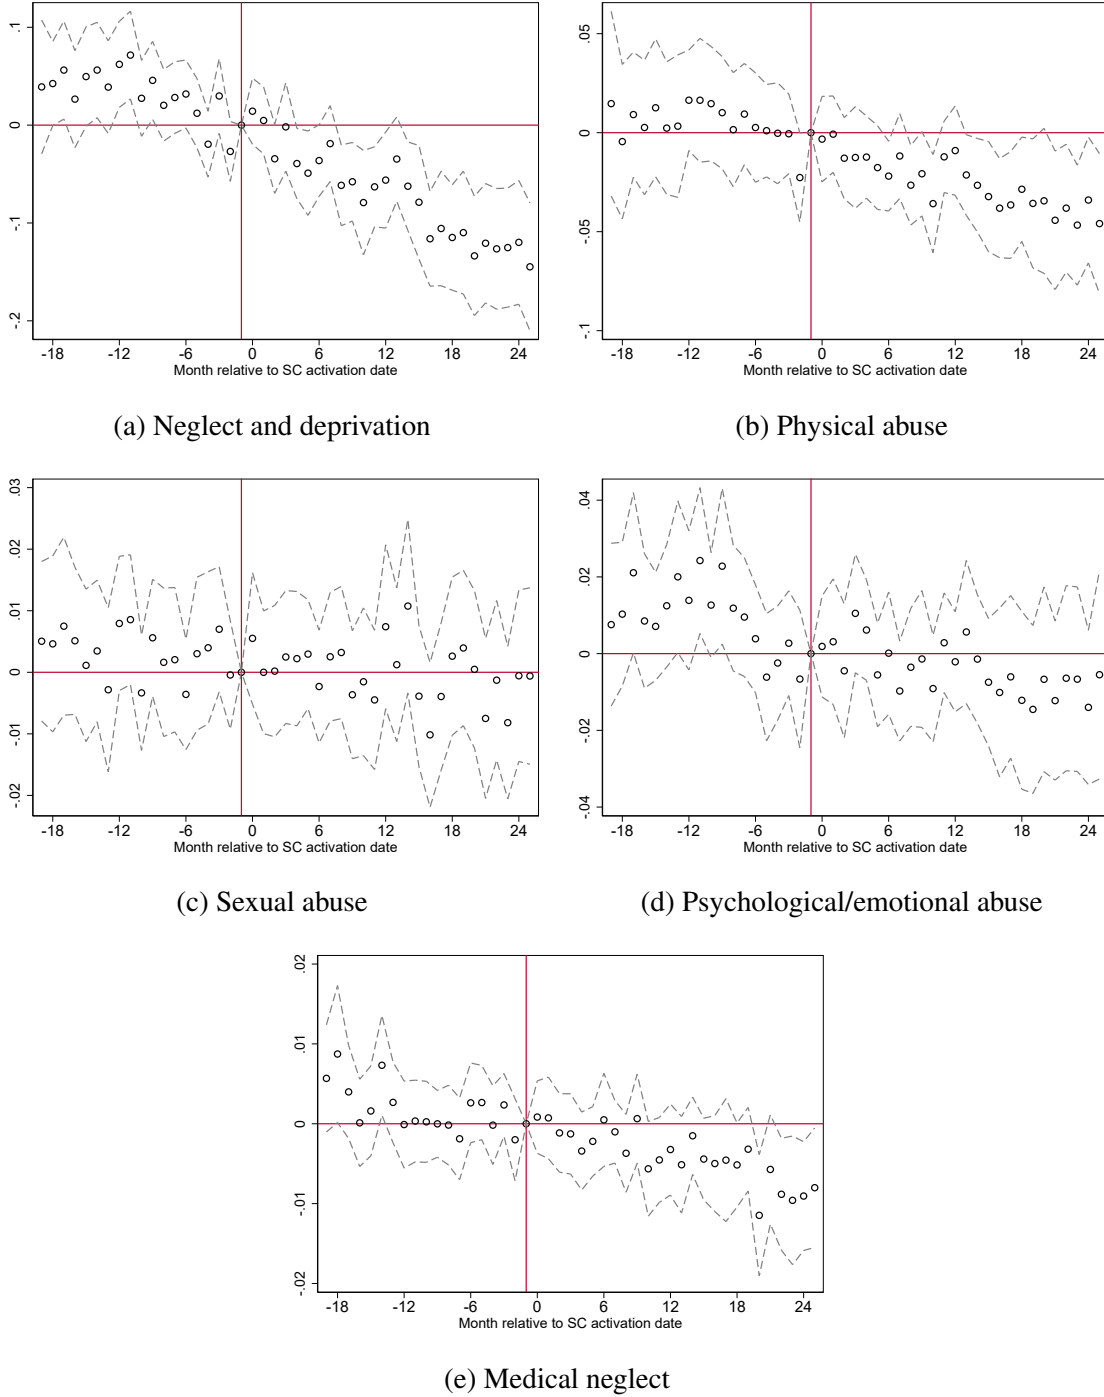 .1
0
-.1
-.2
-18 -12 -6 0 6 12 18 24
Month relative to SC activation date
(a) Neglect and deprivation
.05
0
-.05
-.1
-18 -12 -6 0 6 12 18 24
Month relative to SC activation date
(b) Physical abuse
.03
.02
.01
0
-.01
-.02
-18 -12 -6 0 6 12 18 24
Month relative to SC activation date
(c) Sexual abuse
.04
.02
0
-.02
-.04
-18 -12 -6 0 6 12 18 24
Month relative to SC activation date
(d) Psychological/emotional abuse
.02
.01
0
-.01
-.02
-18 -12 -6 0 6 12 18 24
Month relative to SC activation date
(e) Medical neglect